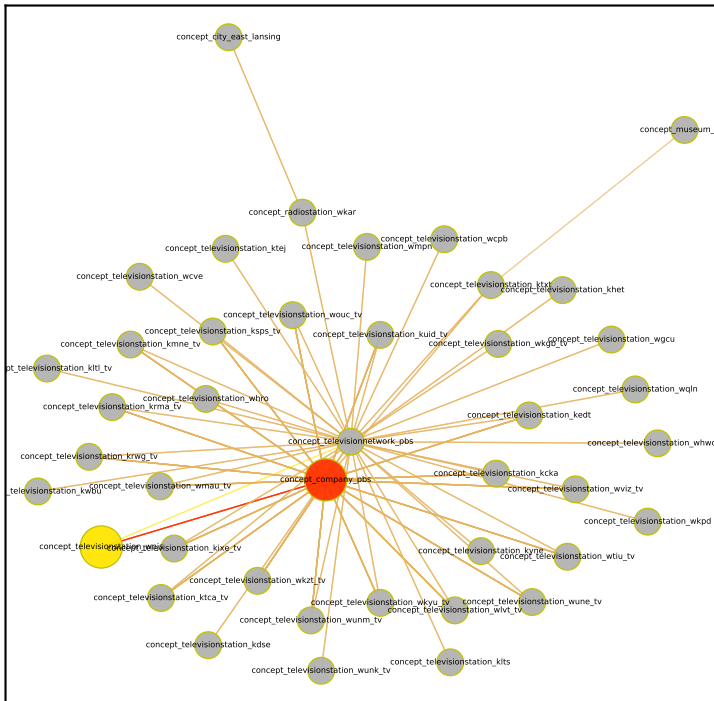 concept_city_east_lansing
concept_museum_
concept_radiostation_wkar
concept_televisionstation_wcpb
concept_televisionstation_wmpn
concept_televisionstation_ktej
concept_televisionstation_wcve
concept_televisionstation_ktxt
concept_televisionstation_khet
concept_televisionstation_wouc_tv
concept_televisionstation_ksps_tv
concept_televisionstation_kuid_tv
concept_televisionstation_wgcu
concept_televisionstation_kmne_tv
concept_televisionstation_wkgb_tv
pt_televisionstation_kltl_tv
concept_televisionstation_wqln
concept_televisionstation_whro
concept_televisionstation_krma_tv
concept_televisionstation_kedt
concept_televisionnetwork_pbs
concept_televisionstation_whwc
concept_televisionstation_krwg_tv
concept_televisionstation_kcka
concept_company_pbs
concept_televisionstation_wmau_tv
concept_televisionstation_wviz_tv
_televisionstation_kwbu
concept_televisionstation_wkpd
concept_televisionstation_kixe_tv
concept_televisionstation_kyne
concept_televisionstation_wtiu_tv
concept_televisionstation_wkzt_tv
concept_televisionstation_ktca_tv
concept_televisionstation_wkyu_tv
concept_televisionstation_wune_tv
concept_televisionstation_wlvt_tv
concept_televisionstation_wunm_tv
concept_televisionstation_kdse
concept_televisionstation_klts
concept_televisionstation_wunk_tv